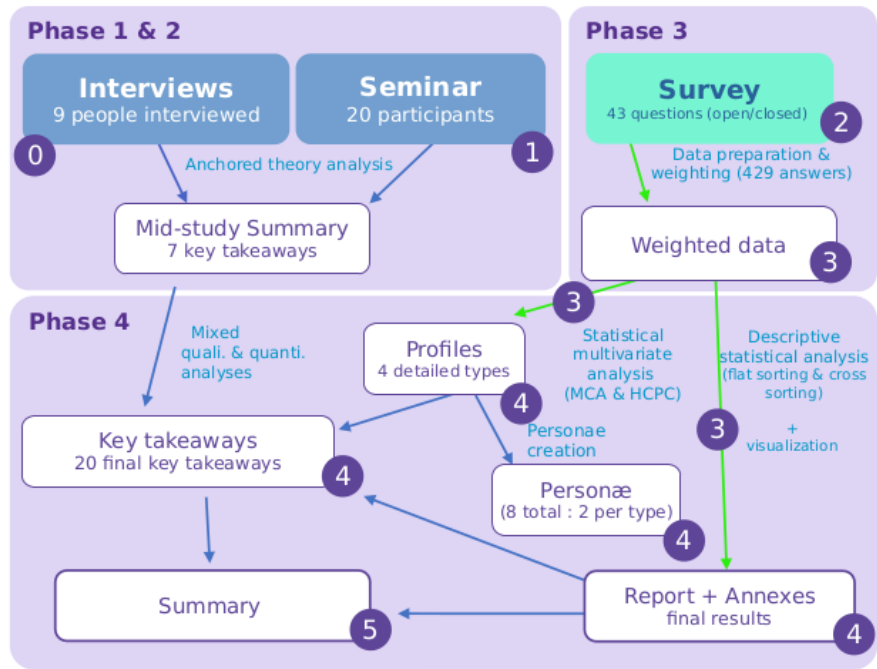 Phase 1 & 2
Interviews
9 people interviewed
0
Seminar
20 participants
1
Anchored theory analysis
Mid-study Summary
7 key takeaways
Phase 3
Survey
43 questions (open/closed)
2
Data preparation &
weighting (429 answers)
Weighted data
3
Phase 4
Mixed
quali. & quanti.
analyses
3
Profiles
4 detailed types
4
Statistical
multivariate
analysis
(MCA & HCPC)
Descriptive
statistical analysis
(flat sorting & cross
sorting)
+
visualization
3
Key takeaways
20 final key takeaways
4
Personae
creation
Personæ
(8 total : 2 per type)
4
Summary
5
Report + Annexes
final results
4